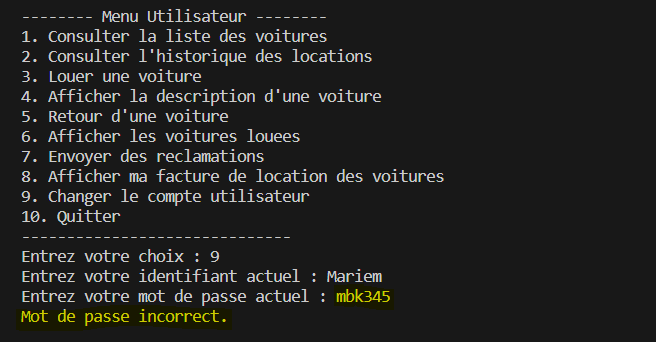 -------- Menu Utilisateur --------
1. Consulter la liste des voitures
2. Consulter l'historique des locations
3. Louer une voiture
4. Afficher la description d'une voiture
5. Retour d'une voiture
6. Afficher les voitures louees
7. Envoyer des reclamations
8. Afficher ma facture de location des voitures
9. Changer le compte utilisateur
10. Quitter
------------------------------
Entrez votre choix : 9
Entrez votre identifiant actuel : Mariem
Entrez votre mot de passe actuel : mbk345
Mot de passe incorrect.